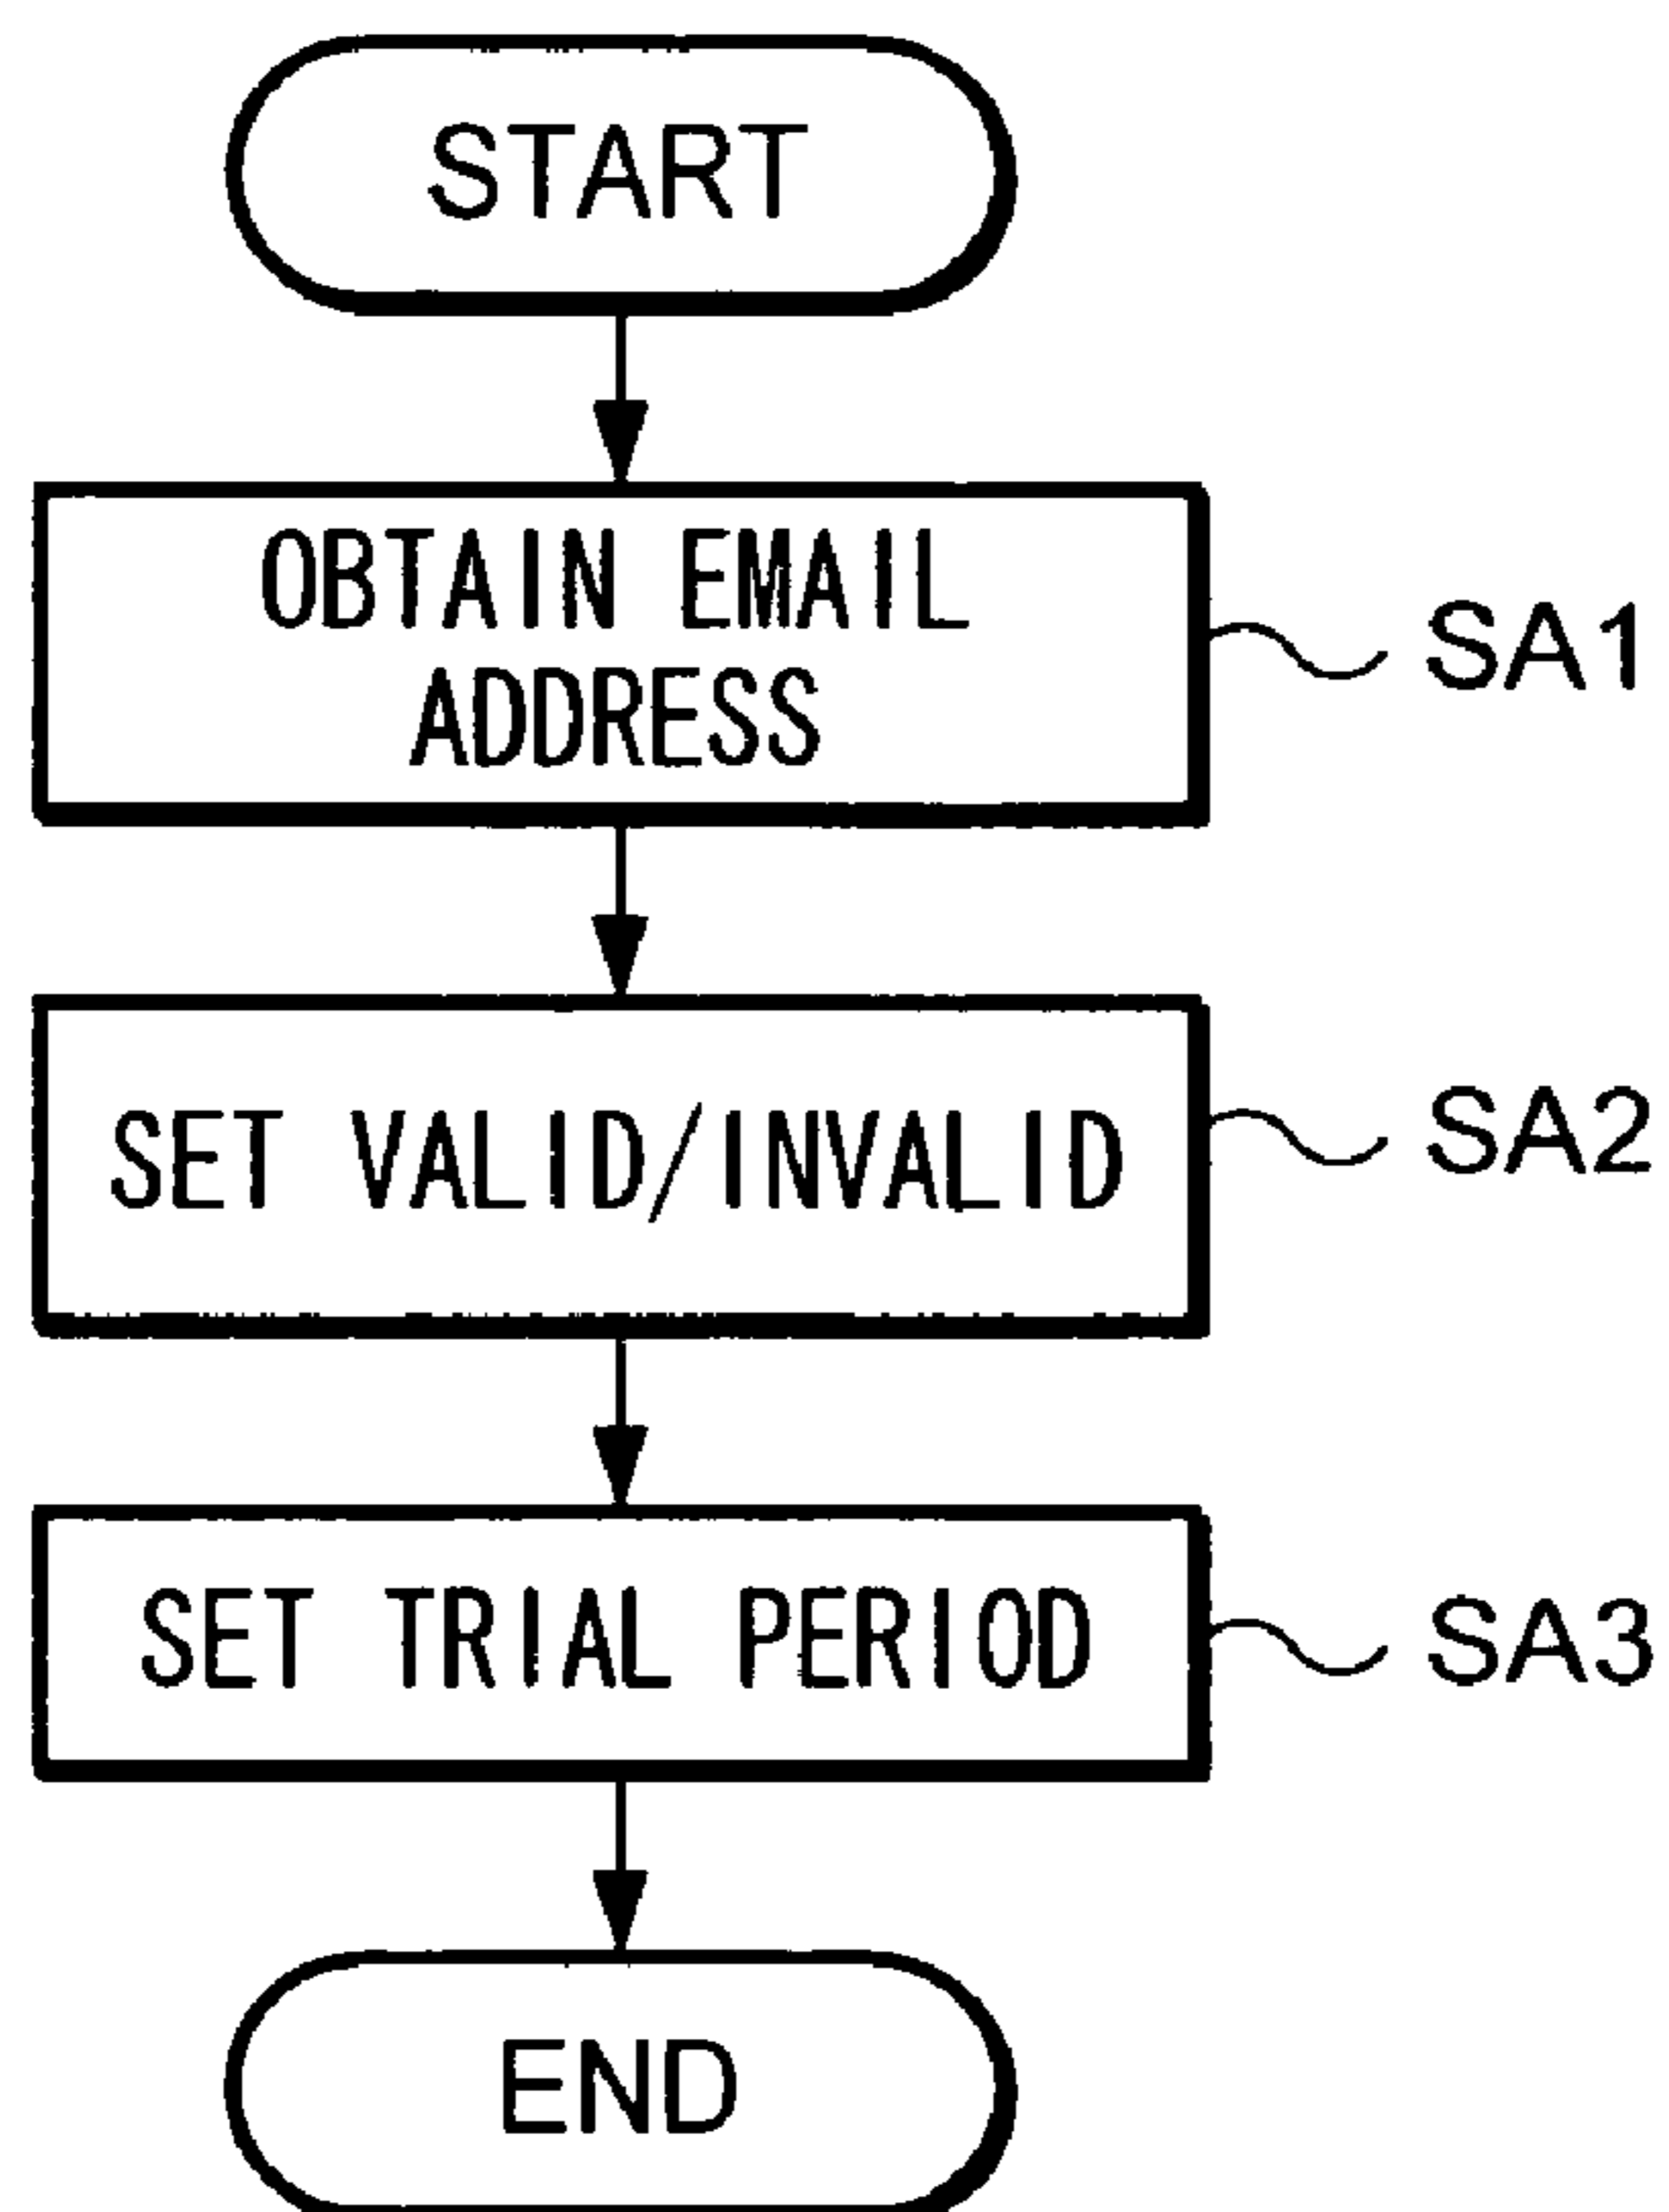 START
OBTAIN EMAIL
ADDRESS
SA1
SET VALID/INVALID
SA2
SET TRIAL PERIOD
SA3
END